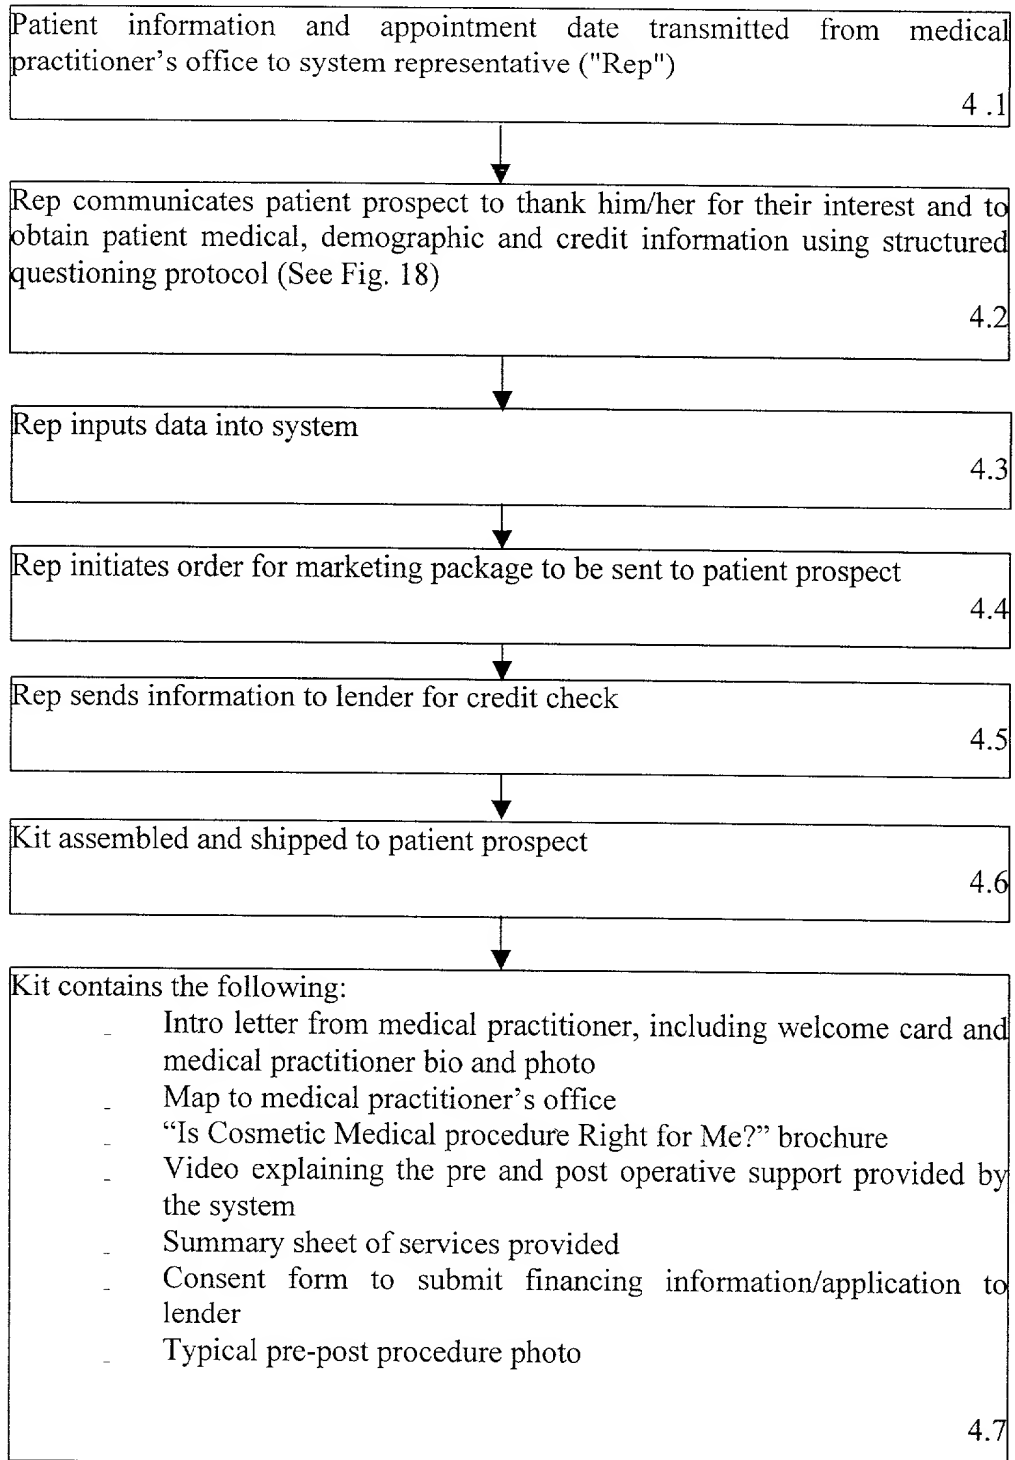 Patient information and appointment date transmitted from medical
practitioner's office to system representative ("Rep")
4 .1
Rep communicates patient prospect to thank him/her for their interest and to
obtain patient medical, demographic and credit information using structured
questioning protocol (See Fig. 18)
4.2
Rep inputs data into system
4.3
Rep initiates order for marketing package to be sent to patient prospect
4.4
Rep sends information to lender for credit check
4.5
Kit assembled and shipped to patient prospect
4.6
Kit contains the following:
- Intro letter from medical practitioner, including welcome card and
medical practitioner bio and photo
- Map to medical practitioner's office
- “Is Cosmetic Medical procedure Right for Me?” brochure
- Video explaining the pre and post operative support provided by
the system
- Summary sheet of services provided
- Consent form to submit financing information/application to
lender
- Typical pre-post procedure photo
4.7